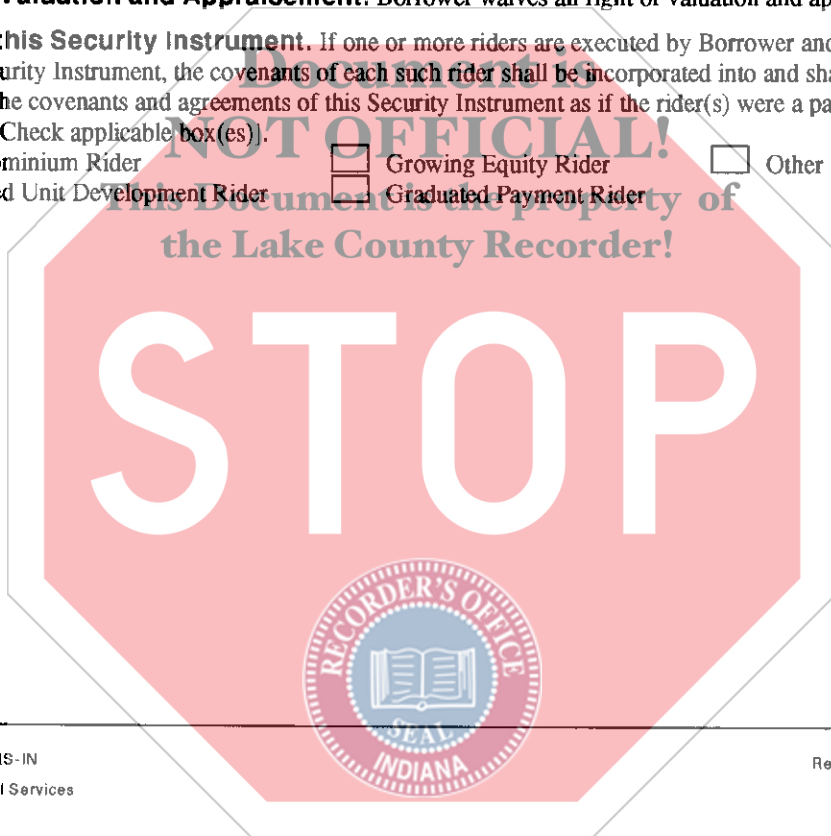 Valuation and Appraisement. Borrower waives all right of valuation and
this Security Instrument. If one or more riders are executed by Borrower and
urity Instrument, the covenants of each such rider shall be incorporated into and
he covenants and agreements of this Security Instrument as if the rider(s) were a
Check applicable box(es)].
ominium Rider Growing Equity Rider Other
d Unit Development Rider Graduated Payment Rider
Document is
NOT OFFICIAL!
This Document is the property of
the Lake County Recorder!
STOP
RECORDER'S OFFICE
SEAL
INDIANA
IS-IN
l Services
Re